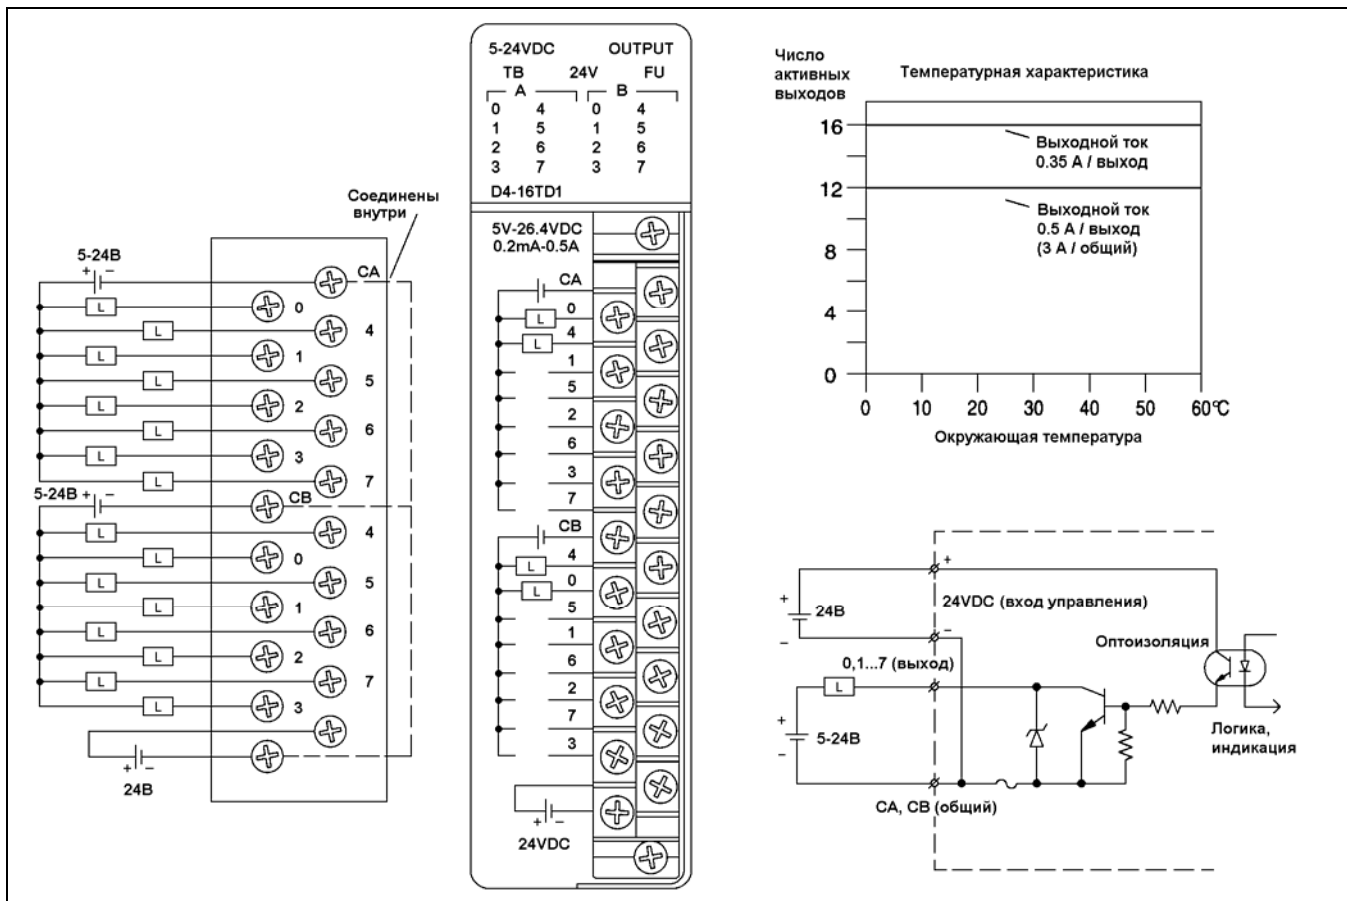 Соединены
внутри
5-24В
+ −
CA
L
0
L
4
L
1
L
5
L
2
L
6
L
3
L
7
5-24В + −
CB
L
4
L
0
L
5
L
1
L
6
L
2
L
7
L
3
+ −
24В
5-24VDC OUTPUT
TB 24V FU
A B
0 4 0 4
1 5 1 5
2 6 2 6
3 7 3 7
D4-16TD1
5V-26.4VDC
0.2mA-0.5A
CA
0
L
4
L
1
5
2
6
3
7
CB
4
L
0
L
5
1
6
2
7
3
+ −
24VDC
Число
активных
выходов
Температурная характеристика
16
12
8
4
0
Выходной ток
0.35 А / выход
Выходной ток
0.5 А / выход
(3 А / общий)
0 10 20 30 40 50 60°C
Окружающая температура
+
+
24В
−
24VDC (вход управления)
−
Оптоизоляция
0,1...7 (выход)
L
+
5-24В
−
Логика,
индикация
СА, СВ (общий)